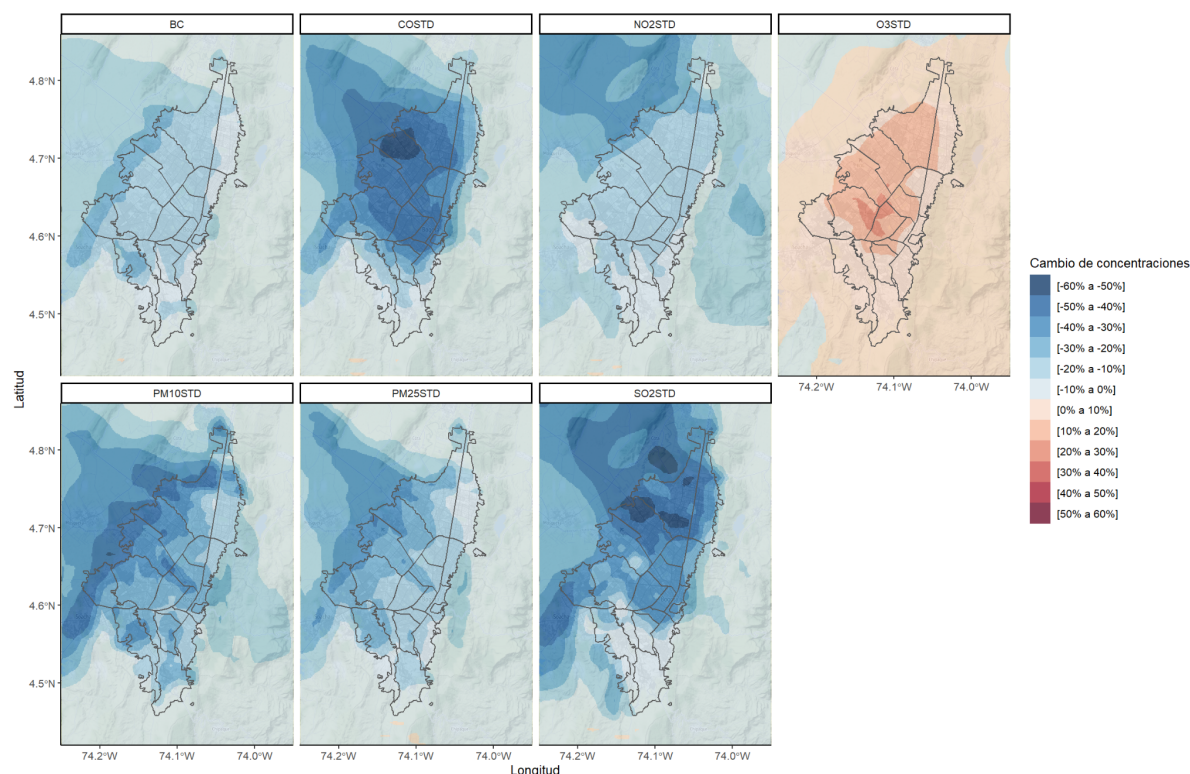 BC
COSTD
NO2STD
O3STD
4.8°N
4.7°N
4.6°N
4.5°N
74.2°W
74.1°W
74.0°W
Latitud
PM10STD
PM25STD
SO2STD
4.8°N
4.7°N
4.6°N
4.5°N
74.2°W
74.1°W
74.0°W
74.2°W
74.1°W
74.0°W
74.2°W
74.1°W
74.0°W
Longitud
Cambio de concentraciones
[-60% a -50%]
[-50% a -40%]
[-40% a -30%]
[-30% a -20%]
[-20% a -10%]
[-10% a 0%]
[0% a 10%]
[10% a 20%]
[20% a 30%]
[30% a 40%]
[40% a 50%]
[50% a 60%]